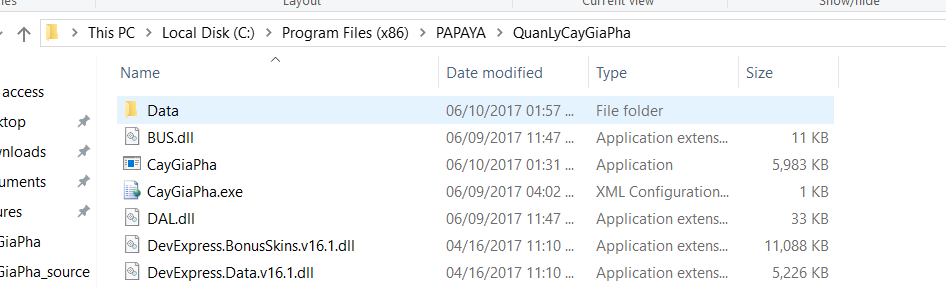 Layout
Current view
Show/hide
This PC > Local Disk (C:) > Program Files (x86) > PAPAYA > QuanLyCayGiaPha
Name Date modified Type Size
access
Data 06/10/2017 01:57 ... File folder
ktop BUS.dll 06/09/2017 11:47 ... Application extens... 11 KB
wnloads CayGiaPha 06/10/2017 01:31 ... Application 5,983 KB
uments CayGiaPha.exe 06/09/2017 04:02 ... XML Configuration... 1 KB
ures DAL.dll 06/09/2017 11:47 ... Application extens... 33 KB
GiaPha DevExpress.BonusSkins.v16.1.dll 04/16/2017 11:10 ... Application extens... 11,088 KB
GiaPha_source DevExpress.Data.v16.1.dll 04/16/2017 11:10 ... Application extens... 5,226 KB